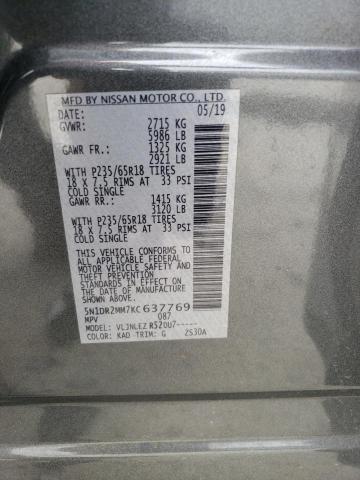 MFD BY NISSAN MOTOR CO., LTD.
DATE: 05/19
GVWR: 2715 KG
5986 LB
GAWR FR.: 1325 KG
2921 LB
WITH P235/65R18 TIRES
18 X 7.5 RIMS AT 33 PSI
COLD SINGLE
GAWR RR.: 1415 KG
3120 LB
WITH P235/65R18 TIRES
18 X 7.5 RIMS AT 33 PSI
COLD SINGLE
THIS VEHICLE CONFORMS TO
ALL APPLICABLE FEDERAL
MOTOR VEHICLE SAFETY
STANDARDS IN EFFECT ON
THE DATE OF MANUFACTURE
SHOWN ABOVE.
5N1DR2MM7KC637769
MPV 087
MODEL: VLJNLEZ R52UU7-----
COLOR: KAD TRIM: G ZS30A